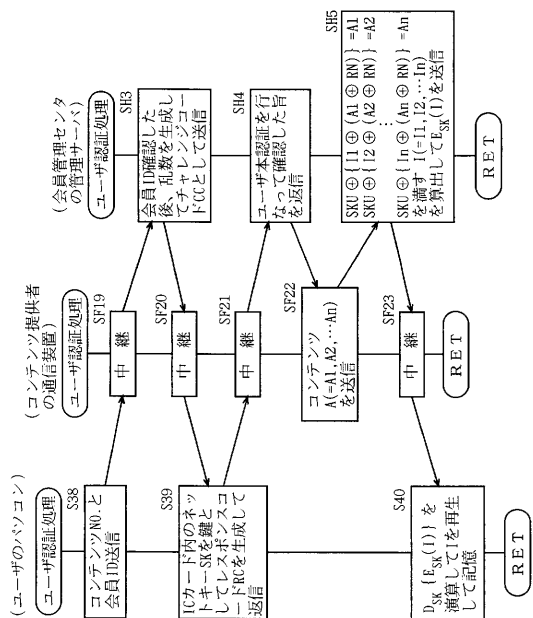 (ユーザのパソコン)
ユーザ認証処理
S38
コンテンツNO.と
会員ID送信
S39
ICカード内のネッ
トキーSKを鍵と
してレスポンスコ
ードRCを生成して
返信
S40
D_SK {E_SK(I)} を
演算してIを再生
して記憶
RET
(コンテンツ提供者
の通信装置)
ユーザ認証処理
SF19
中 継
SF20
中 継
SF21
中 継
SF22
コンテンツ
A(=A1,A2,…An)
を送信
SF23
中 継
RET
(会員管理センタ
の管理サーバ)
ユーザ認証処理
SH3
会員ID確認した
後、乱数を生成し
てチャレンジコー
ドCCとして送信
SH4
ユーザ本認証を行
なって確認した旨
を返信
SH5
SKU ⊕ {I1 ⊕ (A1 ⊕ RN)} =A1
SKU ⊕ {I2 ⊕ (A2 ⊕ RN)} =A2
⋮
SKU ⊕ {In ⊕ (An ⊕ RN)} =An
を満す I(=I1,I2,…In)
を算出してE_SK(I)を送信
RET